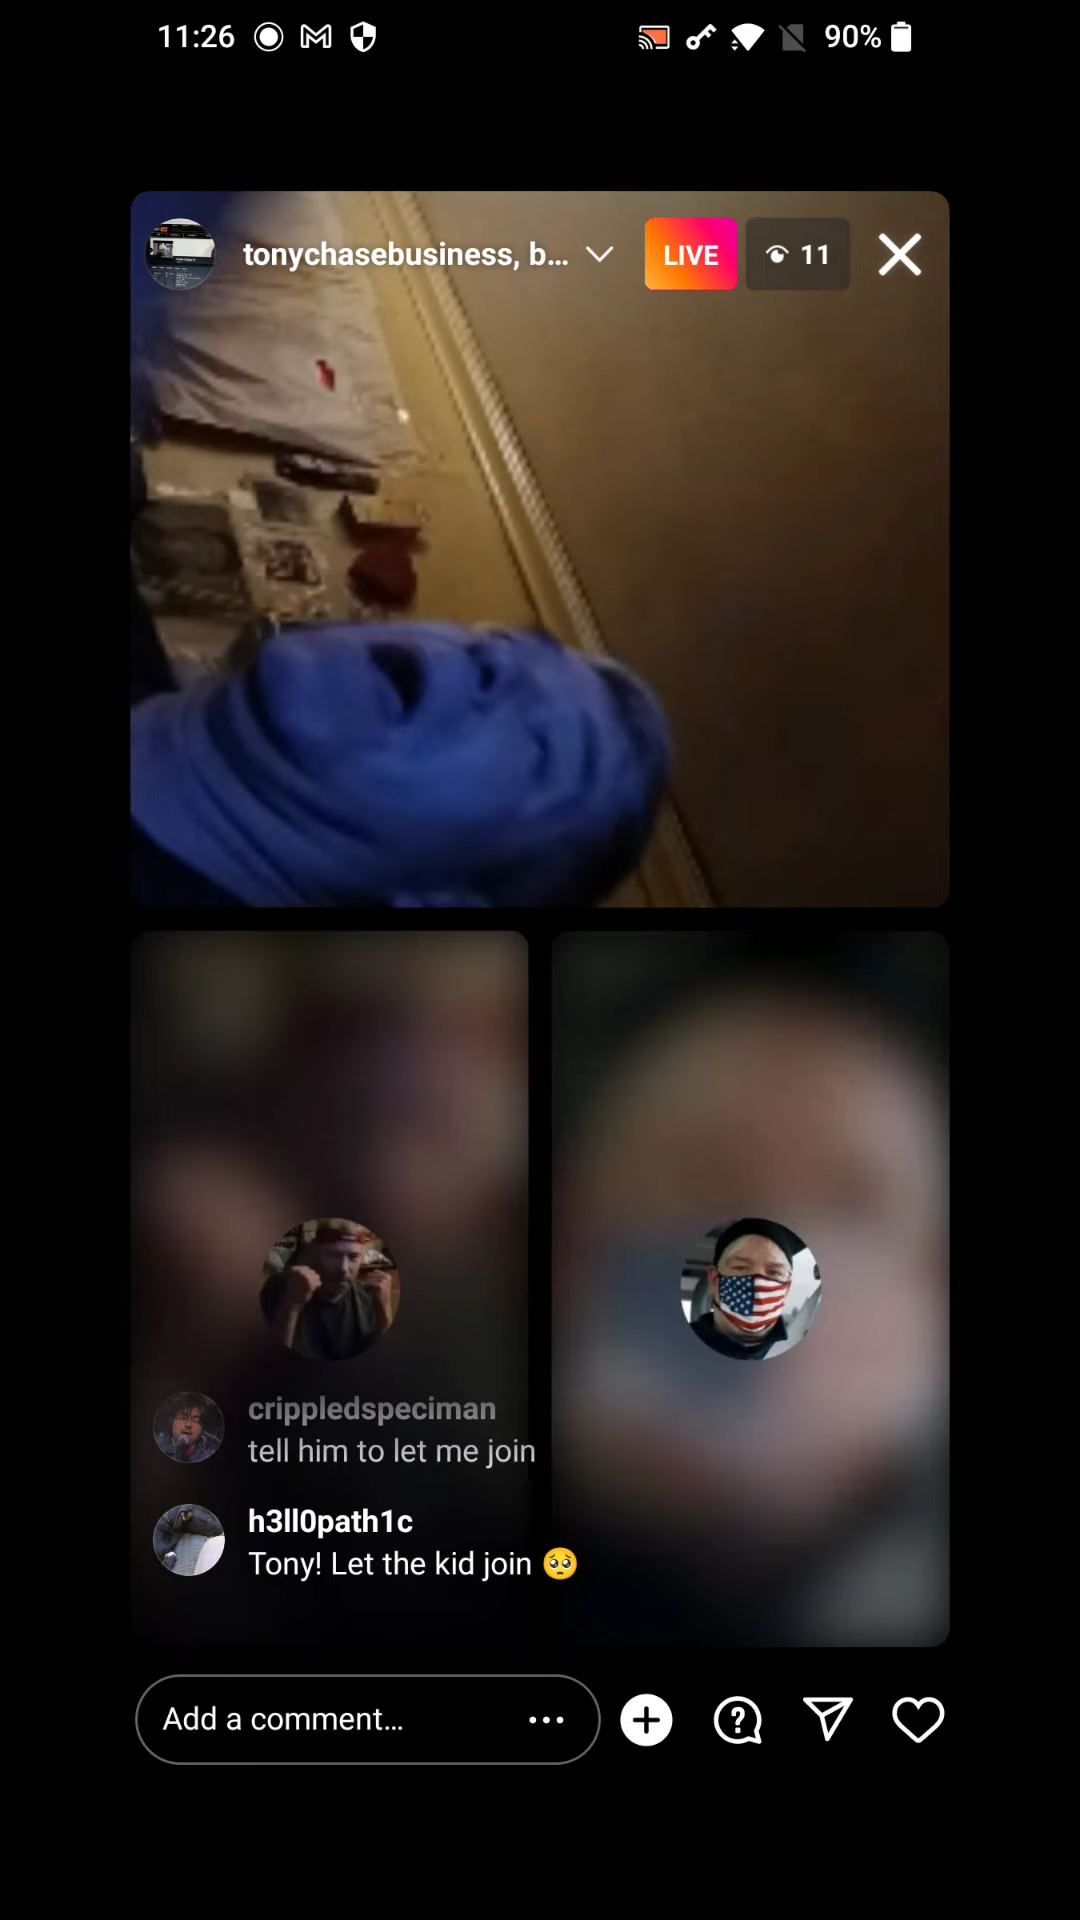 11:26
90%
tonychasebusiness, b...
LIVE
11
crippledspeciman
tell him to let me join
h3ll0path1c
Tony! Let the kid join 🥺
Add a comment...